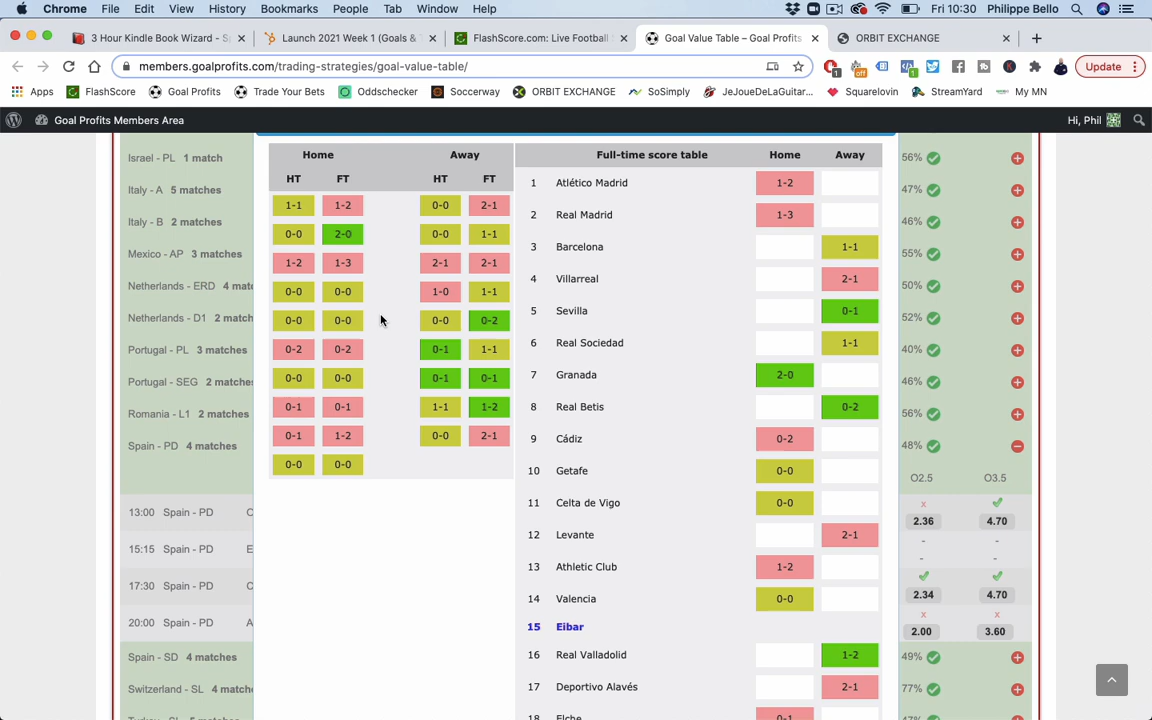 Chrome File Edit View History Bookmarks People Tab Window Help Fri 10:30 Philippe Bello
3 Hour Kindle Book Wizard - S
Launch 2021 Week 1 (Goals &
FlashScore.com: Live Football
Goal Value Table – Goal Profits
ORBIT EXCHANGE
members.goalprofits.com/trading-strategies/goal-value-table/
Update
Apps FlashScore Goal Profits Trade Your Bets Oddschecker Soccerway ORBIT EXCHANGE SoSimply JeJoueDeLaGuitar... Squarelovin StreamYard My MN
Goal Profits Members Area
Hi, Phil
Israel - PL 1 match
Italy - A 5 matches
Italy - B 2 matches
Mexico - AP 3 matches
Netherlands - ERD 4 matc
Netherlands - D1 2 match
Portugal - PL 3 matches
Portugal - SEG 2 matches
Romania - L1 2 matches
Spain - PD 4 matches
13:00 Spain - PD C
15:15 Spain - PD E
17:30 Spain - PD C
20:00 Spain - PD A
Spain - SD 4 matches
Switzerland - SL 4 match
Home Away
HT FT HT FT
1-1 1-2 0-0 2-1
0-0 2-0 0-0 1-1
1-2 1-3 2-1 2-1
0-0 0-0 1-0 1-1
0-0 0-0 0-0 0-2
0-2 0-2 0-1 1-1
0-0 0-0 0-1 0-1
0-1 0-1 1-1 1-2
0-1 1-2 0-0 2-1
0-0 0-0
Full-time score table Home Away
1 Atlético Madrid 1-2
2 Real Madrid 1-3
3 Barcelona 1-1
4 Villarreal 2-1
5 Sevilla 0-1
6 Real Sociedad 1-1
7 Granada 2-0
8 Real Betis 0-2
9 Cádiz 0-2
10 Getafe 0-0
11 Celta de Vigo 0-0
12 Levante 2-1
13 Athletic Club 1-2
14 Valencia 0-0
15 Eibar
16 Real Valladolid 1-2
17 Deportivo Alavés 2-1
18 Elche 0-1
56%
47%
46%
55%
50%
52%
40%
46%
56%
48%
O2.5 O3.5
x
2.36 4.70
- -
- -
2.34 4.70
x x
2.00 3.60
49%
77%